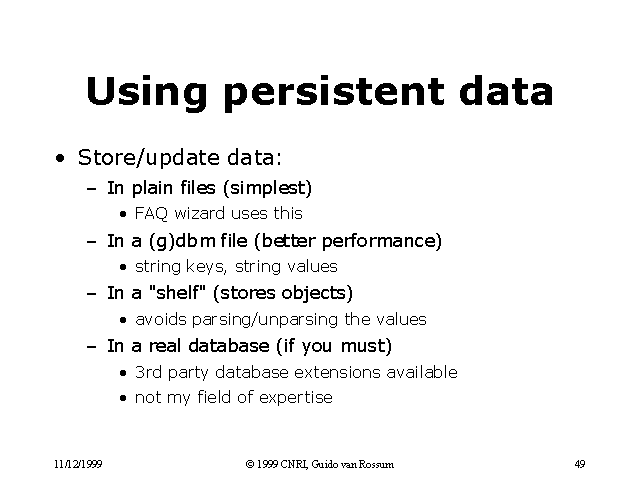 Using persistent data
• Store/update data:
– In plain files (simplest)
• FAQ wizard uses this
– In a (g)dbm file (better performance)
• string keys, string values
– In a "shelf" (stores objects)
• avoids parsing/unparsing the values
– In a real database (if you must)
• 3rd party database extensions available
• not my field of expertise
11/12/1999 © 1999 CNRI, Guido van Rossum 49